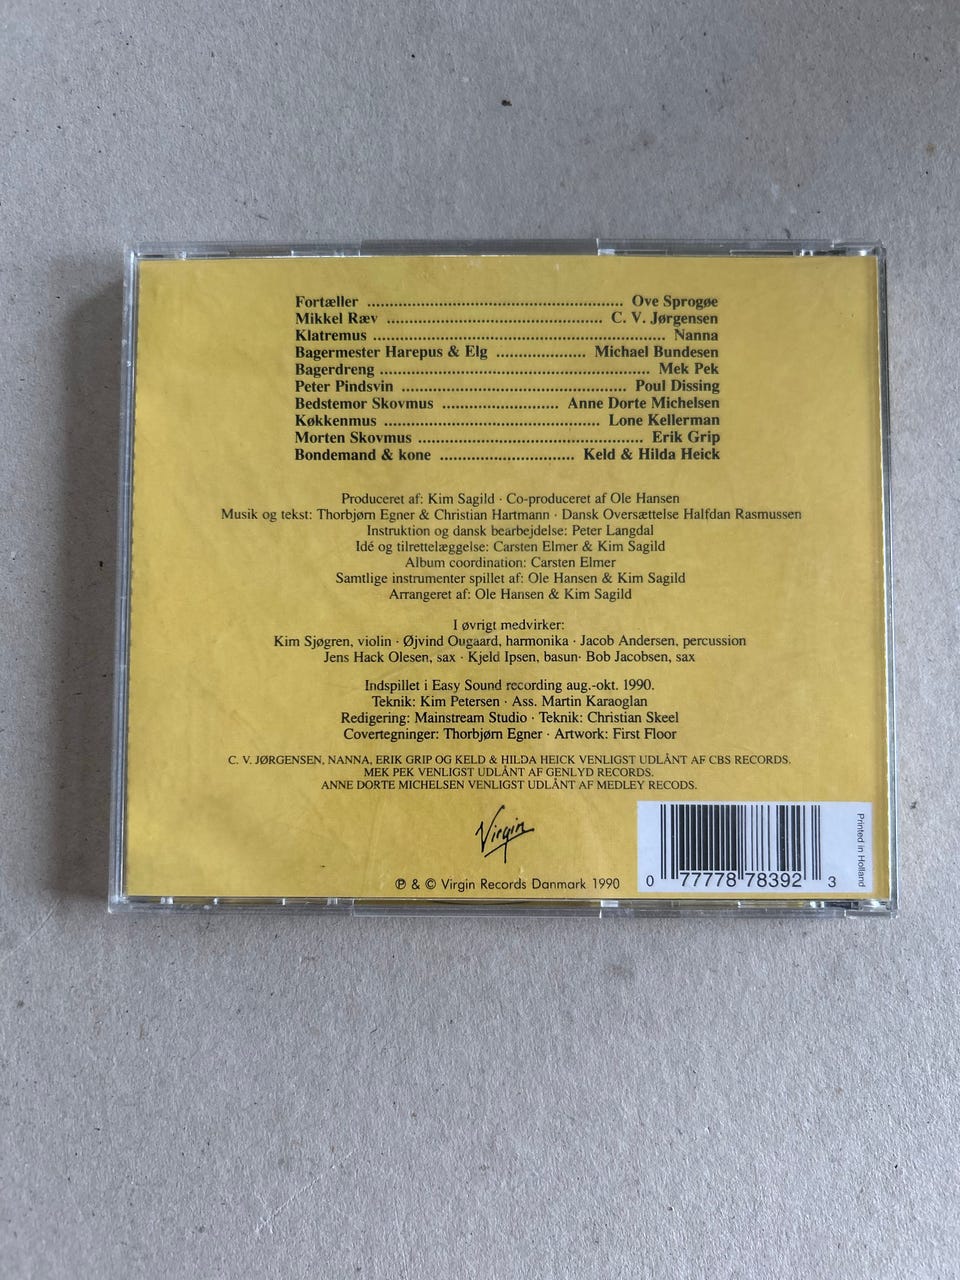 Fortæller ........................................................ Ove Sprogøe
Mikkel Ræv ............................................... C. V. Jørgensen
Klatremus ................................................................ Nanna
Bagermester Harepus & Elg .................... Michael Bundesen
Bagerdreng ............................................................ Mek Pek
Peter Pindsvin .................................................. Poul Dissing
Bedstemor Skovmus .......................... Anne Dorte Michelsen
Køkkenmus ................................................ Lone Kellerman
Morten Skovmus .................................................. Erik Grip
Bondemand & kone .............................. Keld & Hilda Heick
Produceret af: Kim Sagild · Co-produceret af Ole Hansen
Musik og tekst: Thorbjørn Egner & Christian Hartmann · Dansk Oversættelse Halfdan Rasmussen
Instruktion og dansk bearbejdelse: Peter Langdal
Idé og tilrettelæggelse: Carsten Elmer & Kim Sagild
Album coordination: Carsten Elmer
Samtlige instrumenter spillet af: Ole Hansen & Kim Sagild
Arrangeret af: Ole Hansen & Kim Sagild
I øvrigt medvirker:
Kim Sjøgren, violin · Øjvind Ougaard, harmonika · Jacob Andersen, percussion
Jens Hack Olesen, sax · Kjeld Ipsen, basun· Bob Jacobsen, sax
Indspillet i Easy Sound recording aug.-okt. 1990.
Teknik: Kim Petersen · Ass. Martin Karaoglan
Redigering: Mainstream Studio · Teknik: Christian Skeel
Covertegninger: Thorbjørn Egner · Artwork: First Floor
C. V. JØRGENSEN, NANNA, ERIK GRIP OG KELD & HILDA HEICK VENLIGST UDLÅNT AF CBS RECORDS.
MEK PEK VENLIGST UDLÅNT AF GENLYD RECORDS.
ANNE DORTE MICHELSEN VENLIGST UDLÅNT AF MEDLEY RECODS.
Virgin
℗ & © Virgin Records Danmark 1990
0 77778 78392 3
Printed in Holland